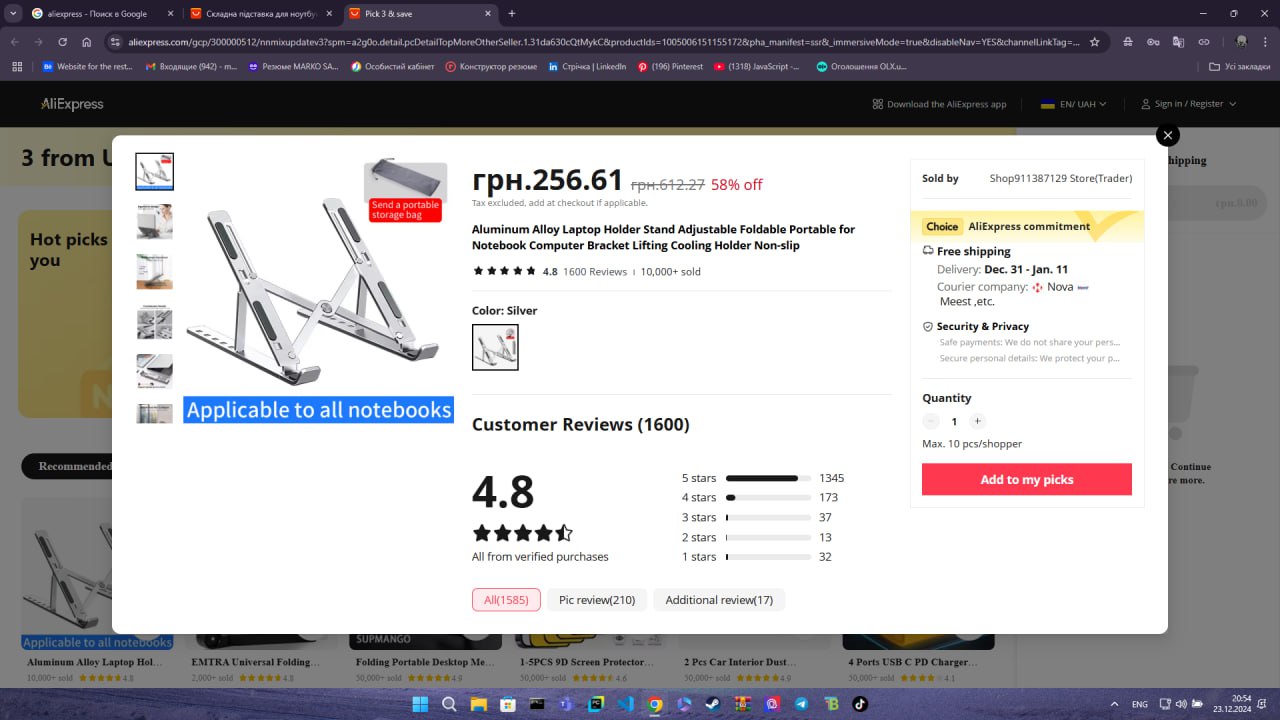 aliexpress - Поиск в Google
Складна підставка для ноутбу
Pick 3 & save
aliexpress.com/gcp/300000512/nnmixupdatev3?spm=a2g0o.detail.pcDetailTopMoreOtherSeller.1.31da630cQtMyKC&productIds=1005006151155172&pha_manifest=ssr&_immersiveMode=true&disableNav=YES&channelLinkTag=...
Website for the rest...
Входящие (942) - m...
Резюме MARKO SA...
Особистий кабінет
Конструктор резюме
Стрічка | LinkedIn
(196) Pinterest
(1318) JavaScript -...
Оголошення OLX.u...
Усі закладки
AliExpress
Download the AliExpress app
EN/ UAH
Sign in / Register
3 from U
hipping
грн.0.00
Hot picks
you
Recommended
Continue
re more.
Send a portable
storage bag
Applicable to all notebooks
грн.256.61 грн.612.27 58% off
Tax excluded, add at checkout if applicable.
Aluminum Alloy Laptop Holder Stand Adjustable Foldable Portable for
Notebook Computer Bracket Lifting Cooling Holder Non-slip
4.8 1600 Reviews 10,000+ sold
Color: Silver
Customer Reviews (1600)
4.8
All from verified purchases
5 stars 1345
4 stars 173
3 stars 37
2 stars 13
1 stars 32
All(1585)
Pic review(210)
Additional review(17)
Sold by Shop911387129 Store(Trader)
Choice AliExpress commitment
Free shipping
Delivery: Dec. 31 - Jan. 11
Courier company: Nova
Meest ,etc.
Security & Privacy
Safe payments: We do not share your pers...
Secure personal details: We protect your p...
Quantity
1
Max. 10 pcs/shopper
Add to my picks
Applicable to all notebooks
SUPMANGO
Aluminum Alloy Laptop Hol...
10,000+ sold 4.8
EMTRA Universal Folding...
2,000+ sold 4.8
Folding Portable Desktop Me...
50,000+ sold 4.9
1-5PCS 9D Screen Protector...
50,000+ sold 4.6
2 Pcs Car Interior Dust...
50,000+ sold 4.9
4 Ports USB C PD Charger...
50,000+ sold 4.1
ENG
20:54
23.12.2024